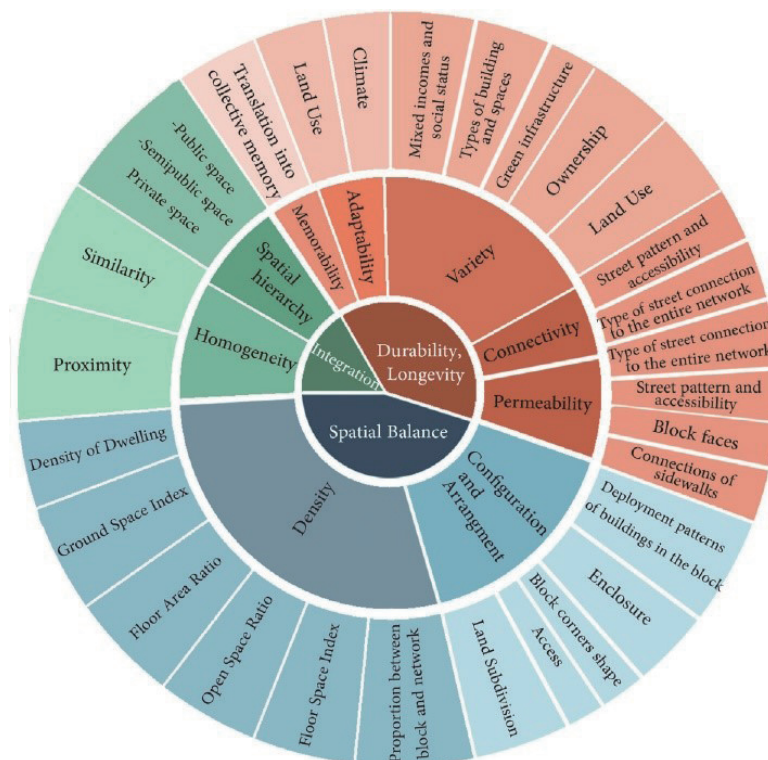 Translation into
collective memory
Land Use
Climate
Mixed incomes and
social status
Types of building
and spaces
Green infrastructure
Ownership
Land Use
Street pattern and
accessibility
Type of street connection
to the entire network
Type of street connection
to the entire network
Street pattern and
accessibility
Block faces
Connections of
sidewalks
Deployment patterns
of buildings in the block
Enclosure
Block corners shape
Access
Land Subdivision
Proportion between
block and network
Floor Space Index
Open Space Ratio
Floor Area Ratio
Ground Space Index
Density of Dwelling
Proximity
Similarity
-Public space
-Semipublic space
Private space
Memorability
Adaptability
Variety
Connectivity
Permeability
Configuration
and
Arrangment
Density
Homogeneity
Spatial
hierarchy
Integration
Durability,
Longevity
Spatial Balance